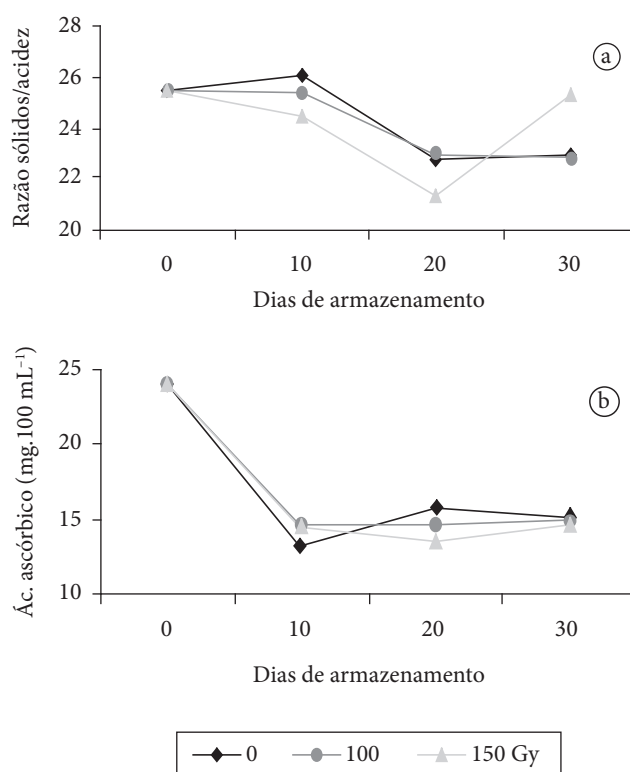 28
26
24
22
20
Razão sólidos/acidez
a
0 10 20 30
Dias de armazenamento
25
20
15
10
Ác. ascórbico (mg.100 mL⁻¹)
b
0 10 20 30
Dias de armazenamento
0 100 150 Gy